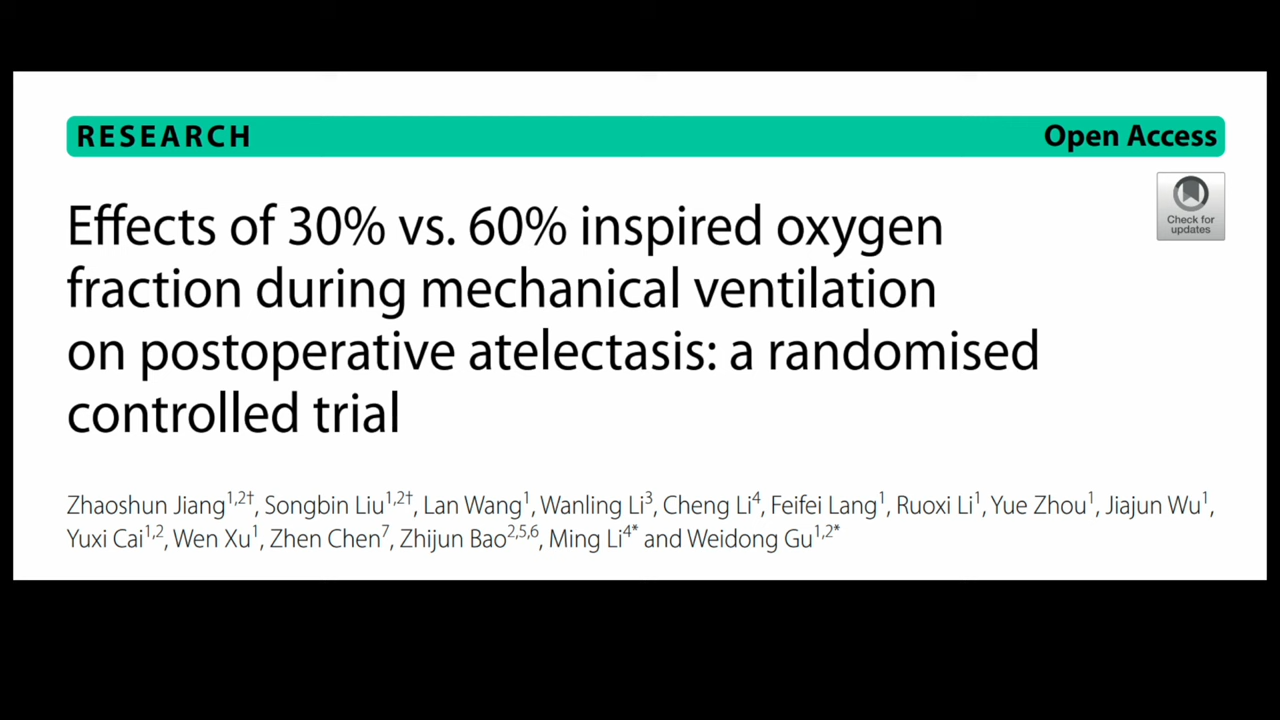 RESEARCH Open Access
Check for
updates
Effects of 30% vs. 60% inspired oxygen
fraction during mechanical ventilation
on postoperative atelectasis: a randomised
controlled trial
Zhaoshun Jiang1,2†, Songbin Liu1,2†, Lan Wang1, Wanling Li3, Cheng Li4, Feifei Lang1, Ruoxi Li1, Yue Zhou1, Jiajun Wu1,
Yuxi Cai1,2, Wen Xu1, Zhen Chen7, Zhijun Bao2,5,6, Ming Li4* and Weidong Gu1,2*